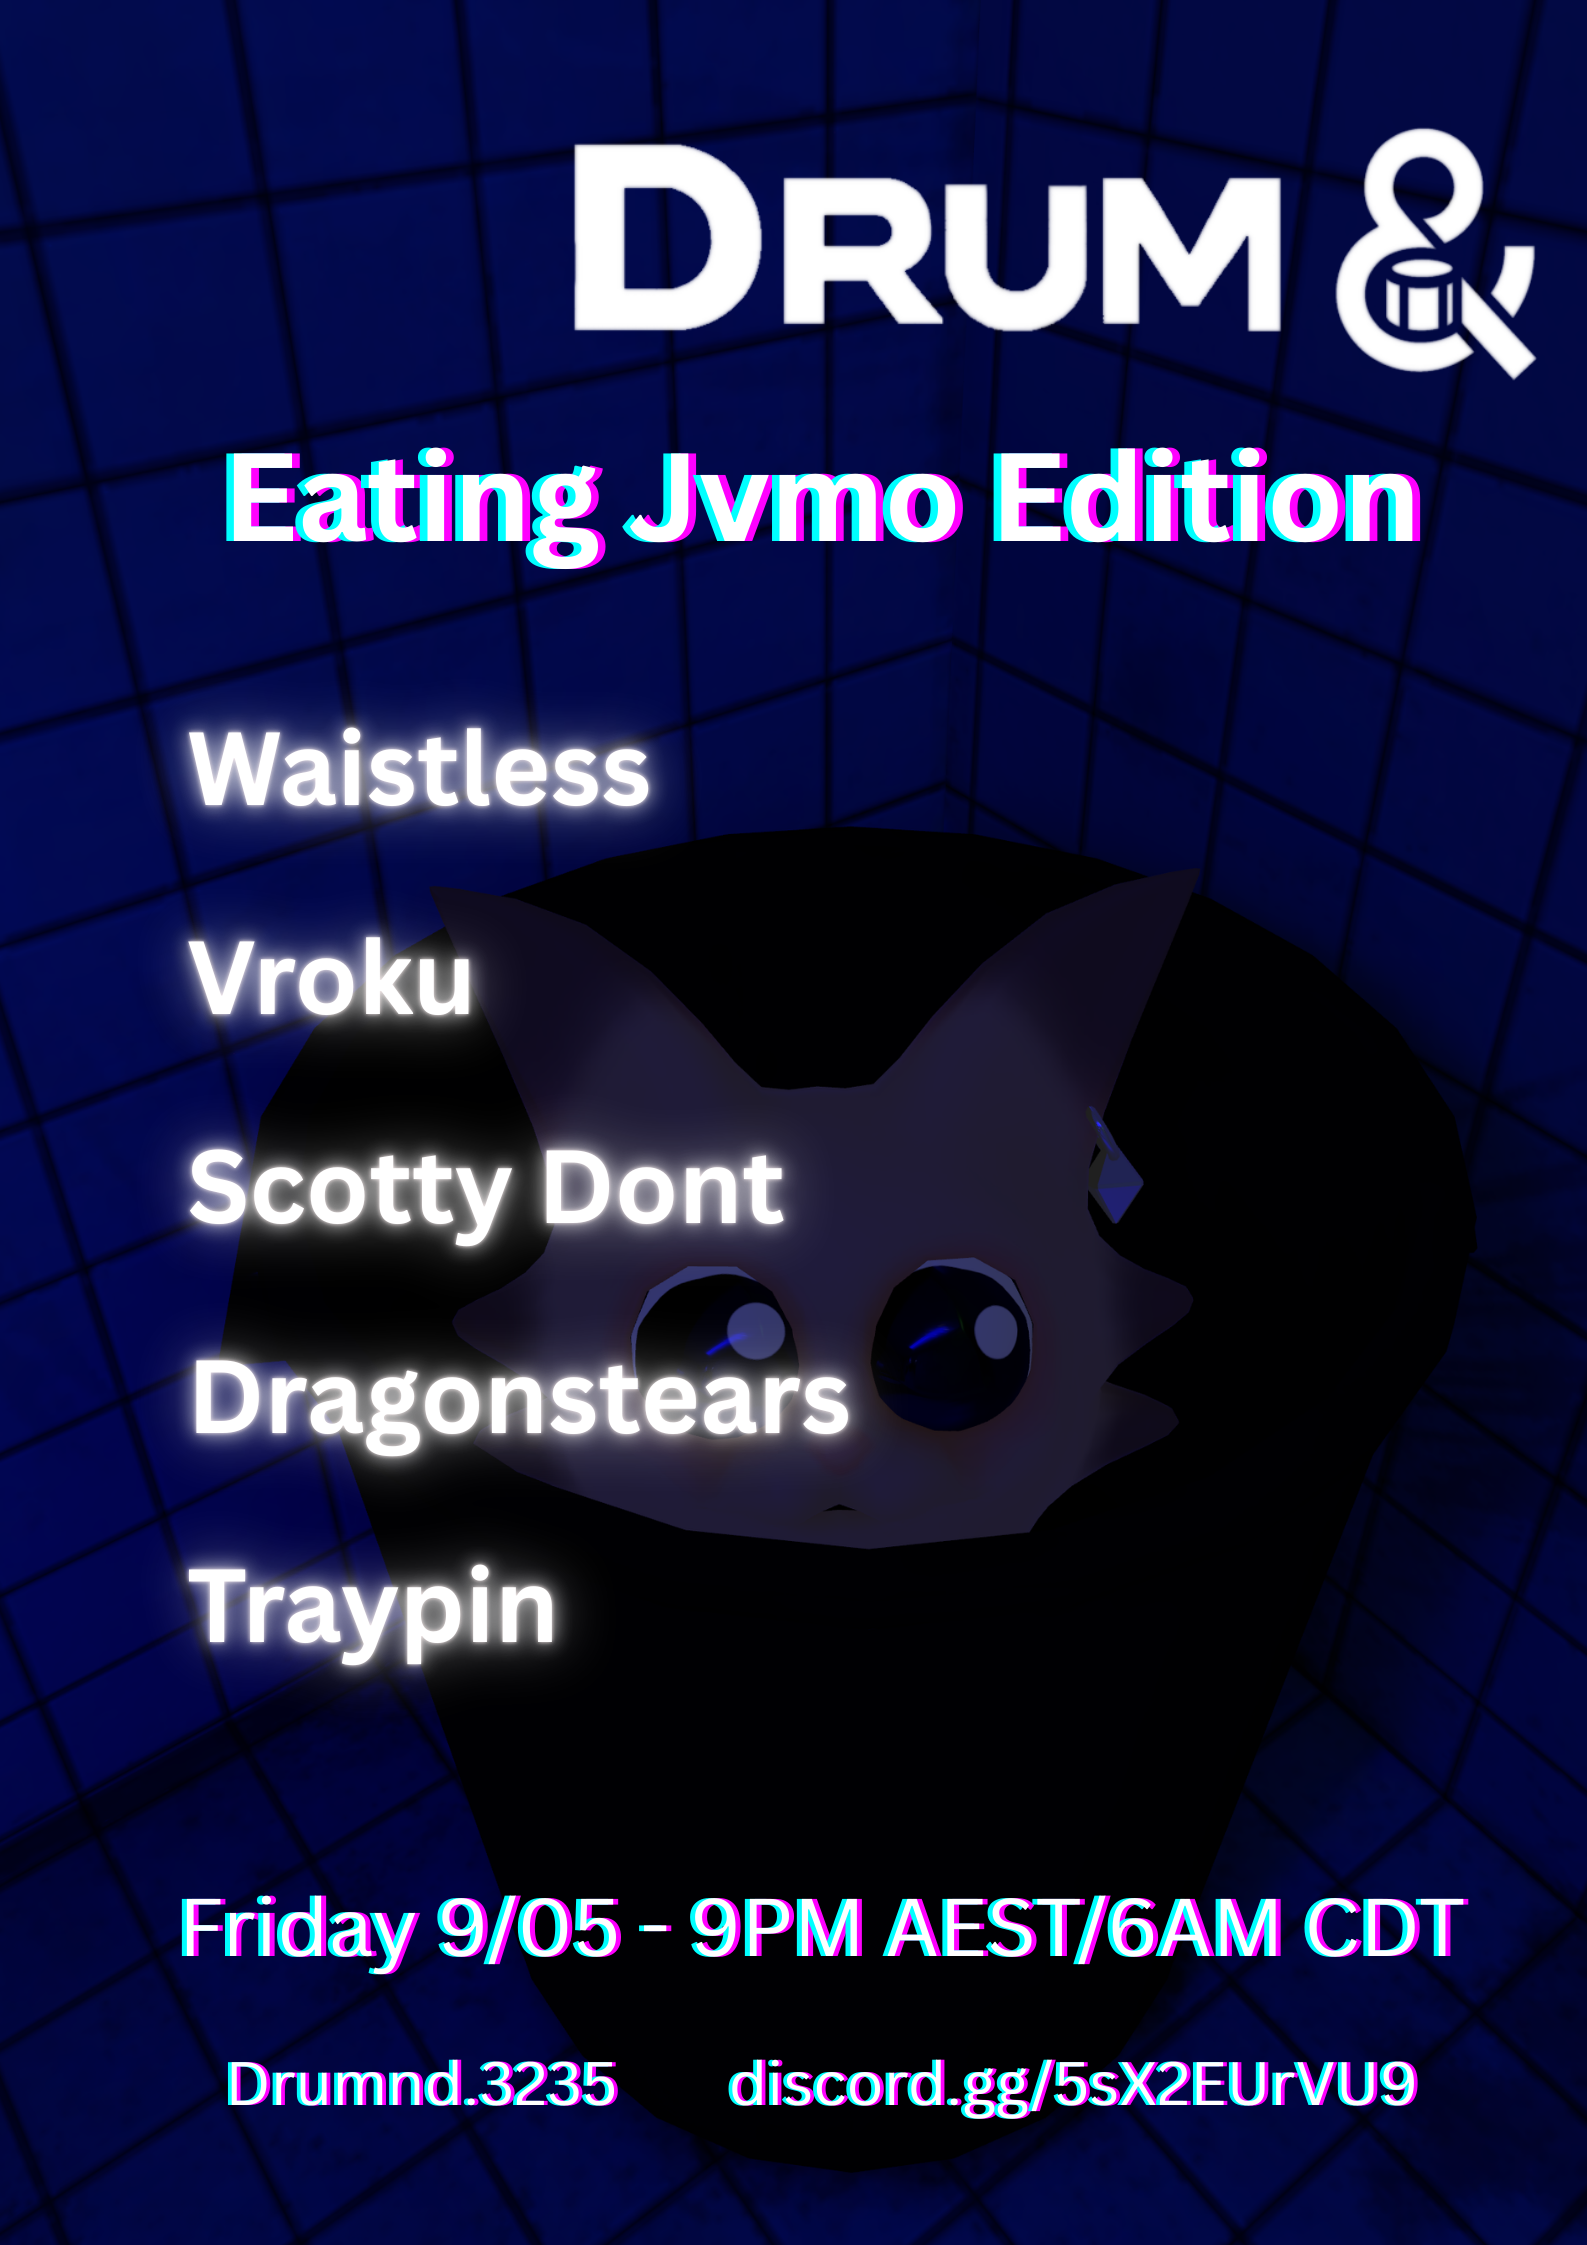 Drum &
Eating Jvmo Edition
Waistless
Vroku
Scotty Dont
Dragonstears
Traypin
Friday 9/05 - 9PM AEST/6AM CDT
Drumnd.3235 discord.gg/5sX2EUrVU9